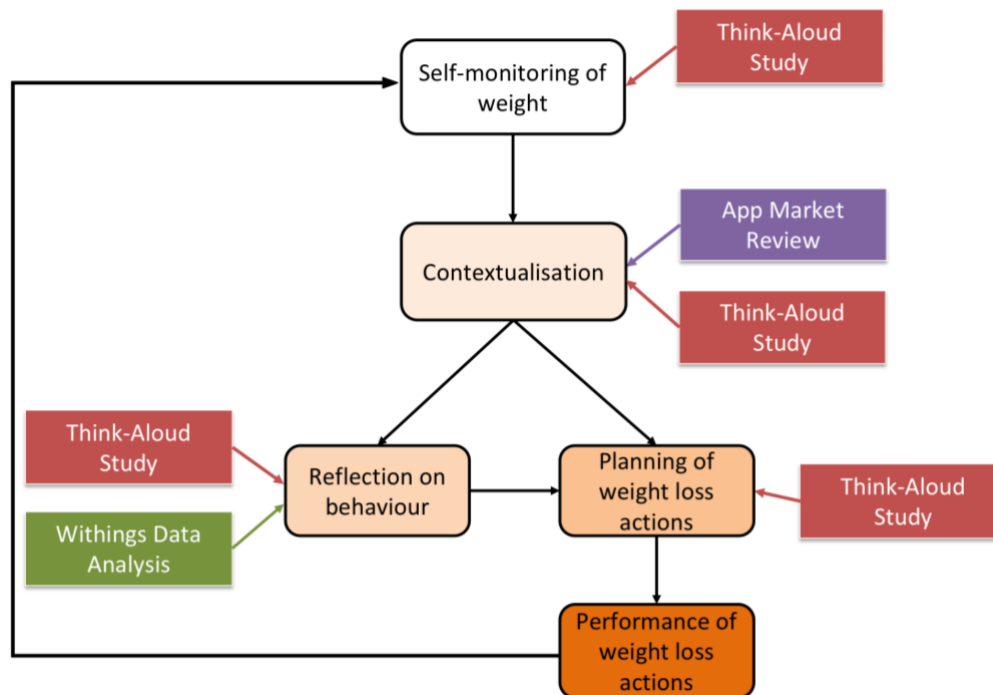 Think-Aloud
Study
Self-monitoring of
weight
App Market
Review
Contextualisation
Think-Aloud
Study
Think-Aloud
Study
Reflection on
behaviour
Planning of
weight loss
actions
Think-Aloud
Study
Withings Data
Analysis
Performance of
weight loss
actions